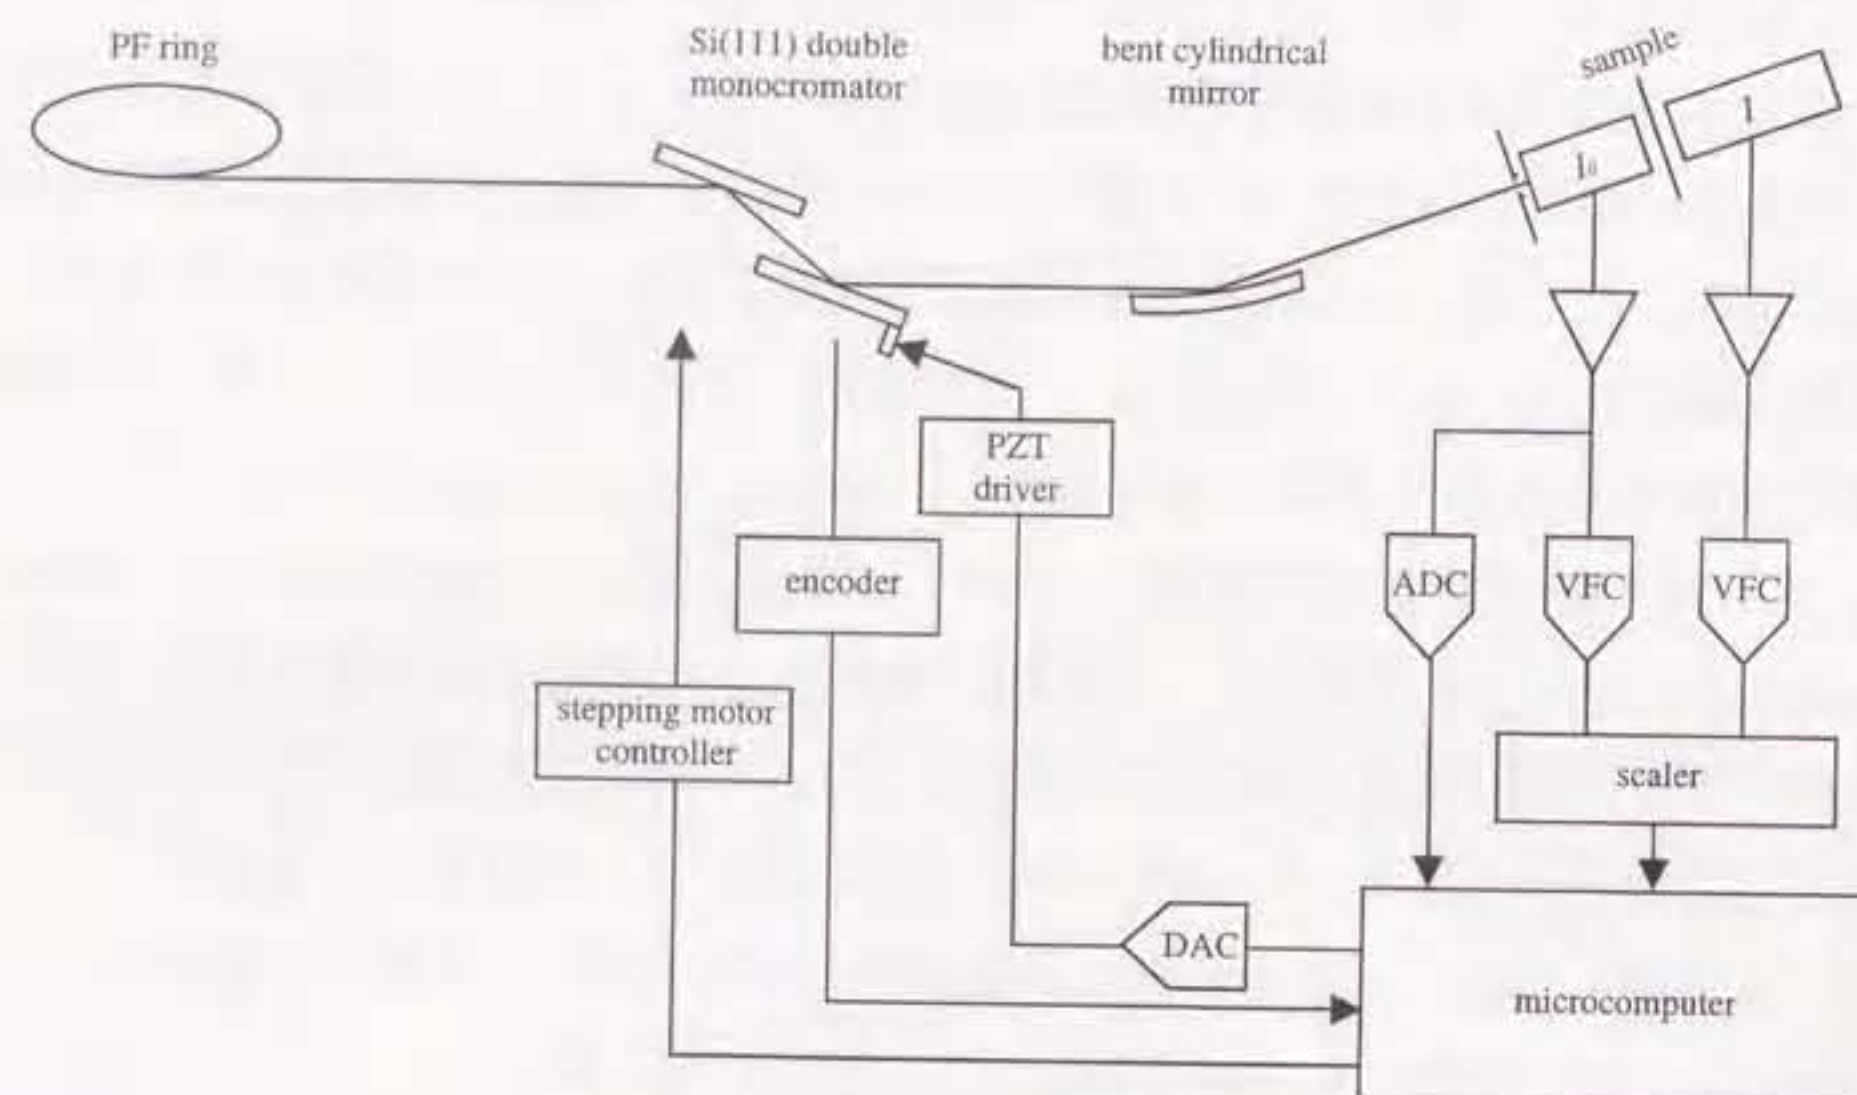 PF ring
Si(111) double
monocromator
bent cylindrical
mirror
sample
I
I₀
PZT
driver
encoder
ADC
VFC
VFC
stepping motor
controller
scaler
DAC
microcomputer